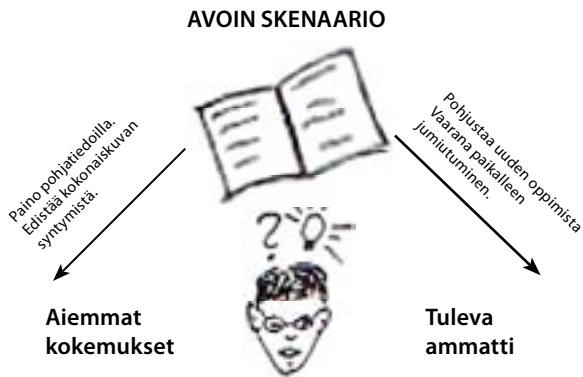 AVOIN SKENAARIO
Paino pohjatiedoilla.
Edistää kokonaiskuvan
syntymistä.
Pohjustaa uuden oppimista
Vaarana paikalleen
jumiutuminen.
?
Aiemmat
kokemukset
Tuleva
ammatti